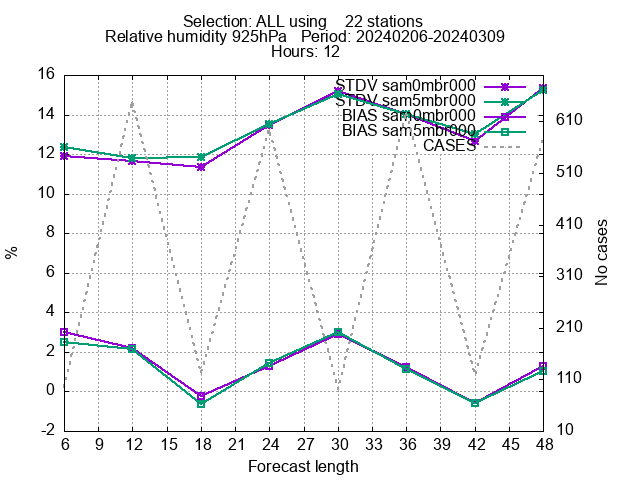 Selection: ALL using    22 stations
Relative humidity 925hPa   Period: 20240206-20240309
Hours: 12
STDV sam0mbr000
STDV sam5mbr000
BIAS sam0mbr000
BIAS sam5mbr000
CASES
16
14
12
10
8
6
4
2
0
-2
%
610
510
410
310
210
110
10
No cases
6 9 12 15 18 21 24 27 30 33 36 39 42 45 48
Forecast length